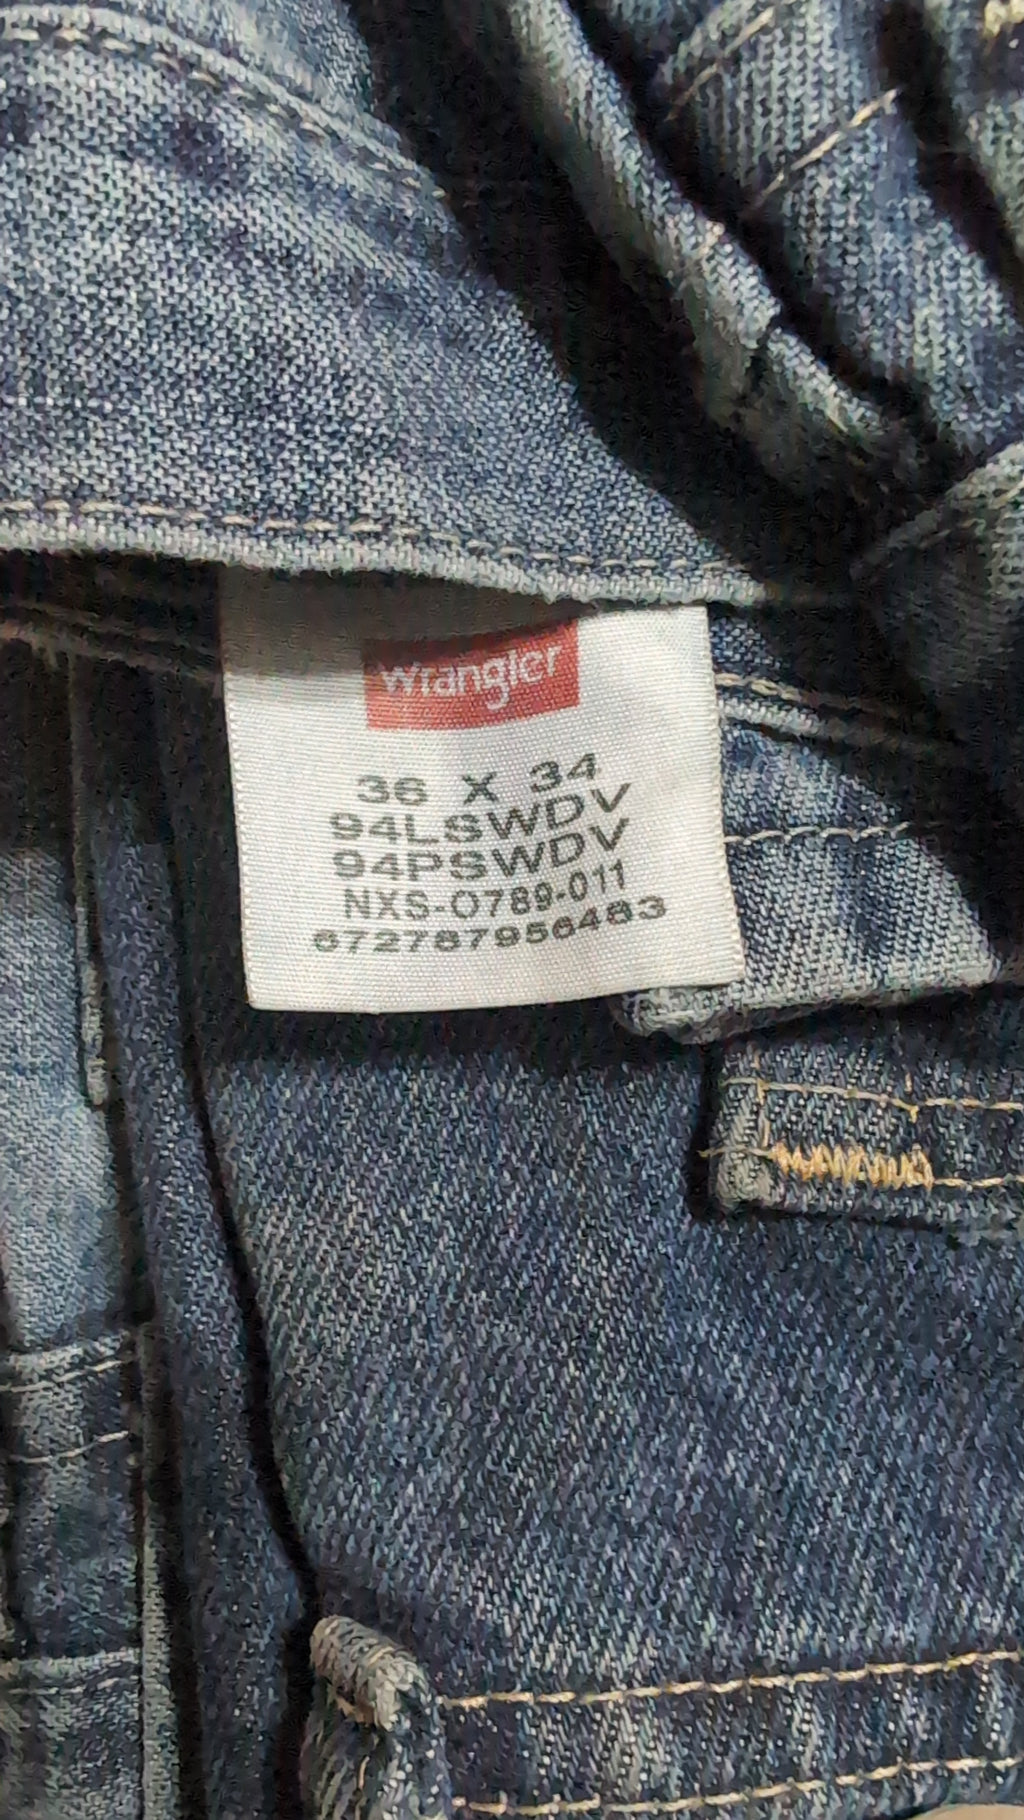 Wrangler
36 X 34
94LSWDV
94PSWDV
NXS-0789-011
672787956483